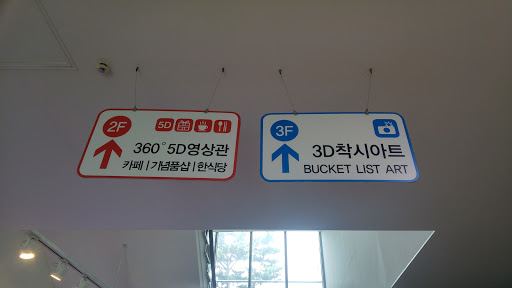 2F
5D
360°5D영상관
카페 | 기념품샵 | 한식당
3F
3D착시아트
BUCKET LIST ART